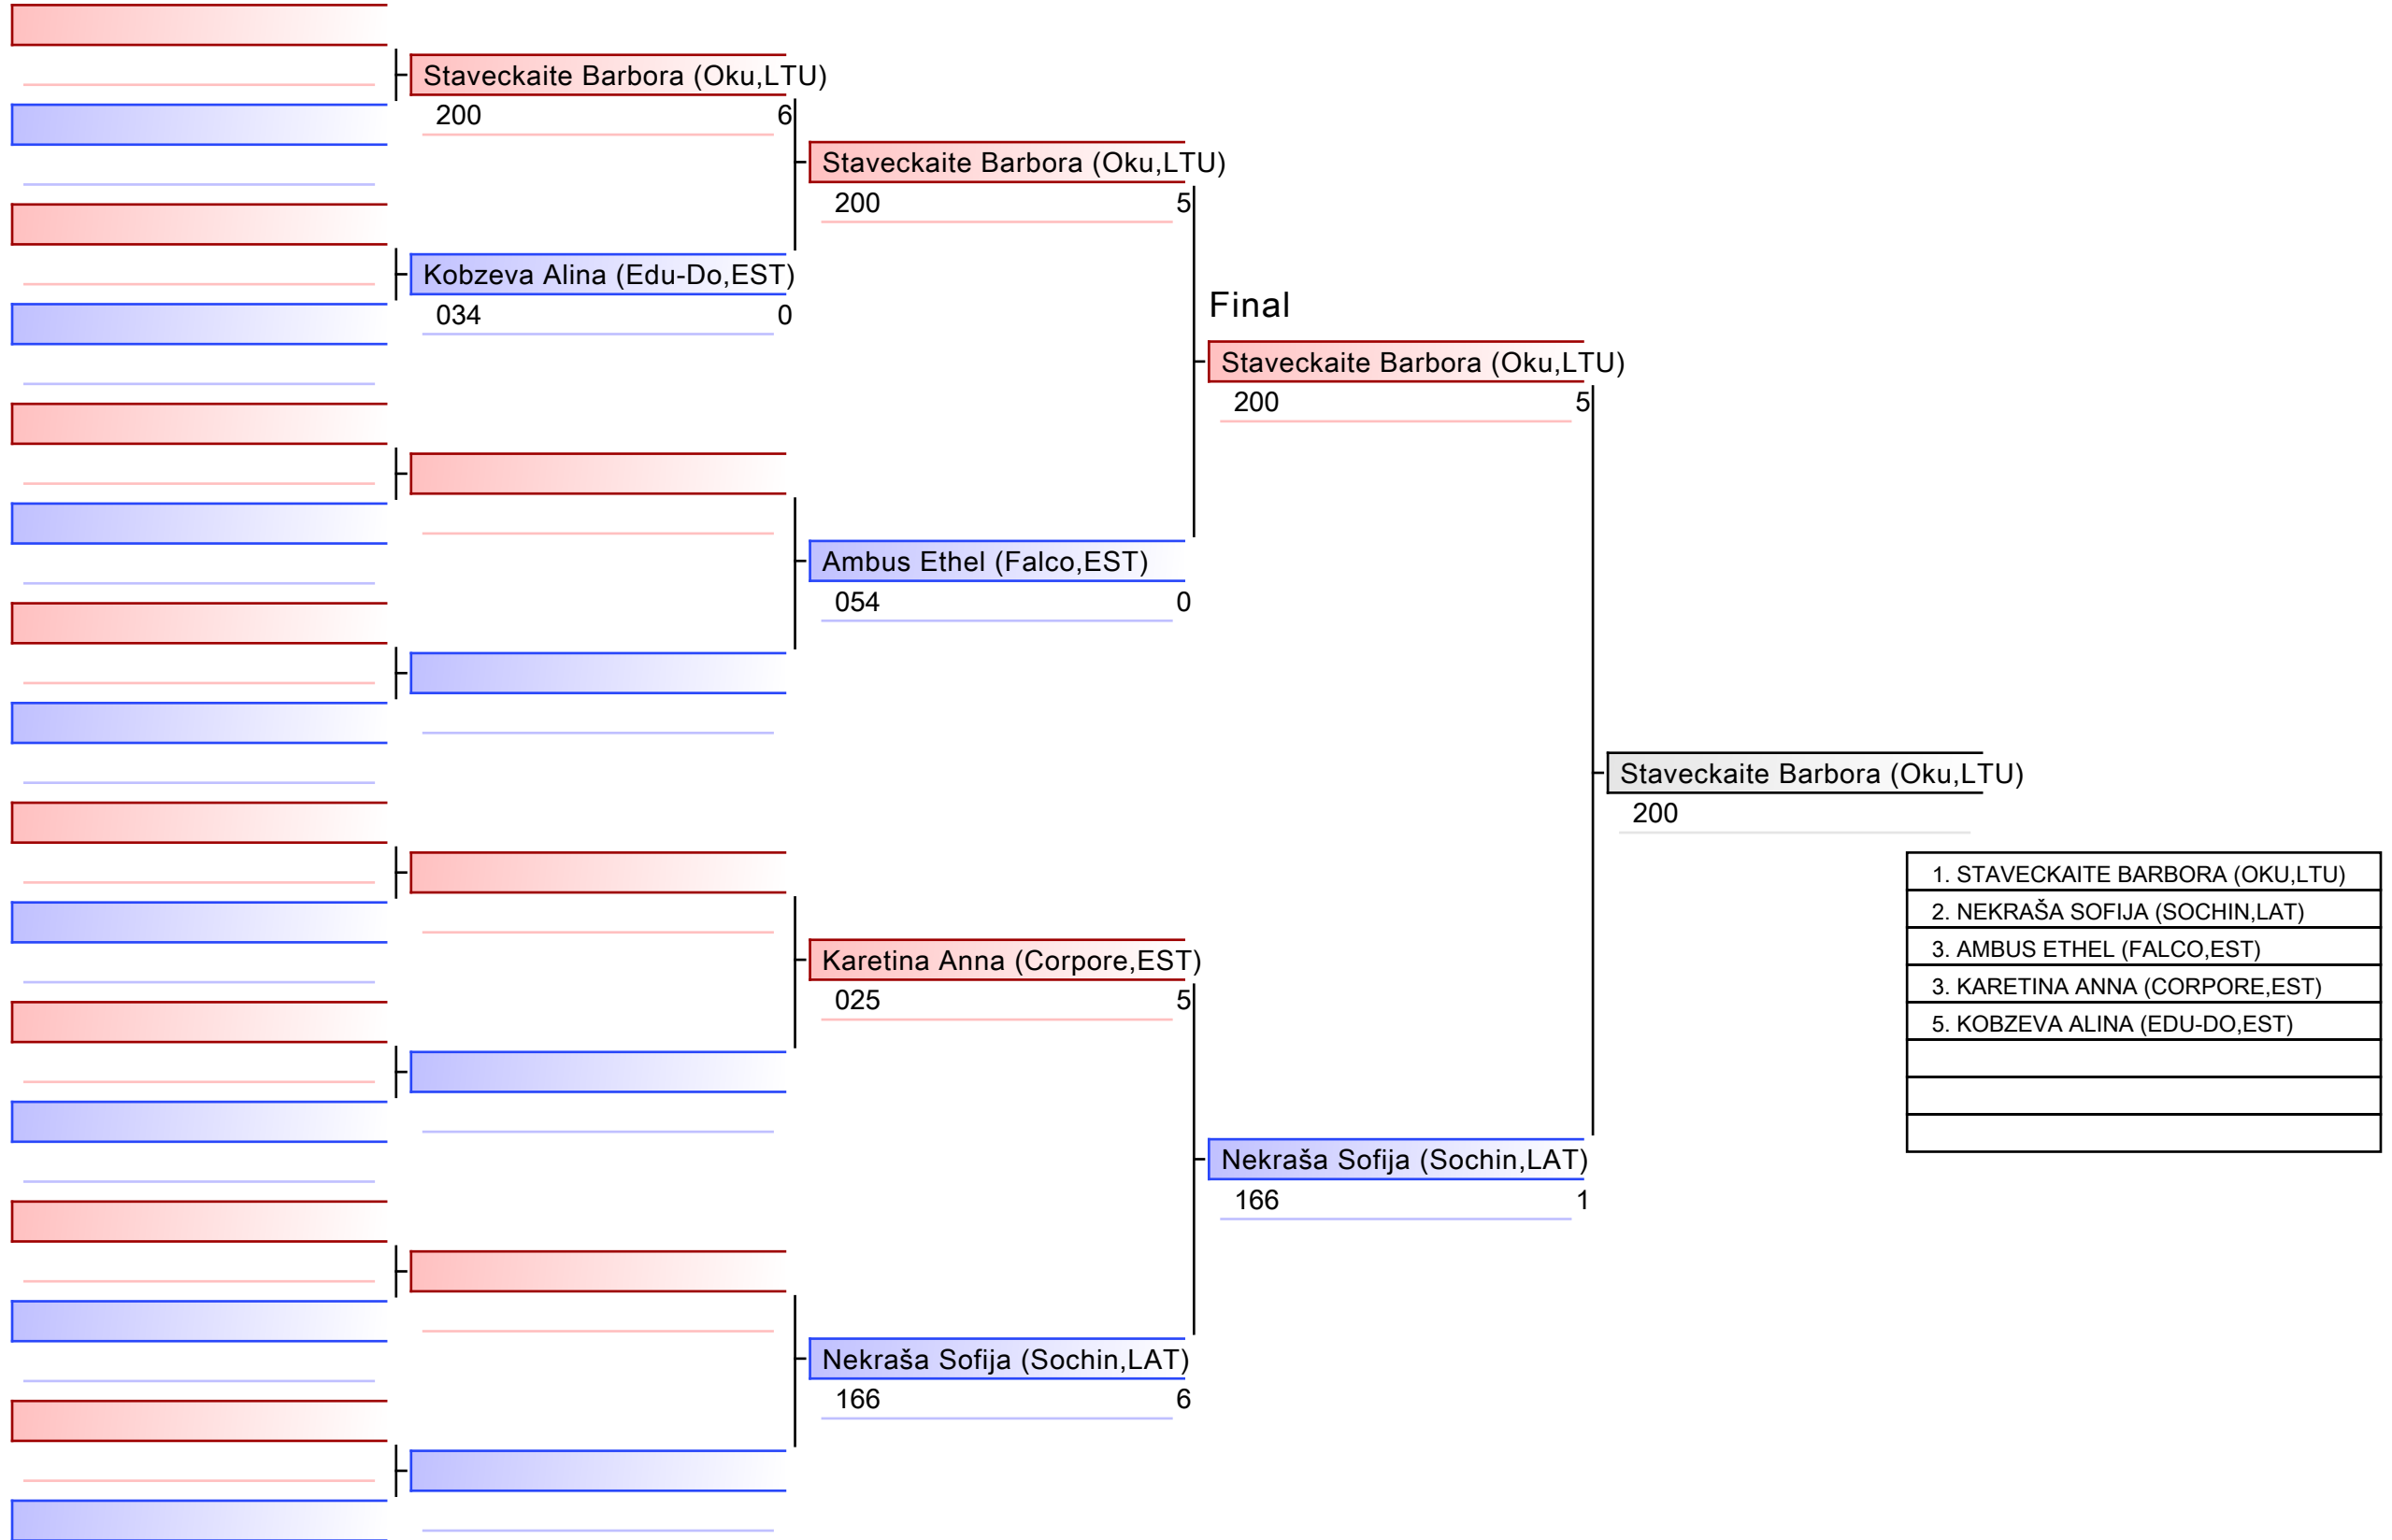 Staveckaite Barbora (Oku,LTU)
200 6
Kobzeva Alina (Edu-Do,EST)
034 0
Staveckaite Barbora (Oku,LTU)
200 5
Ambus Ethel (Falco,EST)
054 0
Karetina Anna (Corpore,EST)
025 5
Nekraša Sofija (Sochin,LAT)
166 6
Final
Staveckaite Barbora (Oku,LTU)
200 5
Nekraša Sofija (Sochin,LAT)
166 1
Staveckaite Barbora (Oku,LTU)
200
1. STAVECKAITE BARBORA (OKU,LTU)
2. NEKRAŠA SOFIJA (SOCHIN,LAT)
3. AMBUS ETHEL (FALCO,EST)
3. KARETINA ANNA (CORPORE,EST)
5. KOBZEVA ALINA (EDU-DO,EST)